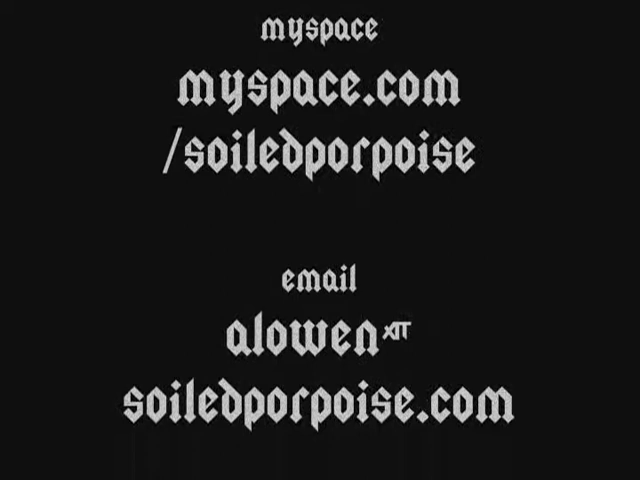 myspace
myspace.com
/soiledporpoise
email
alowen AT
soiledporpoise.com